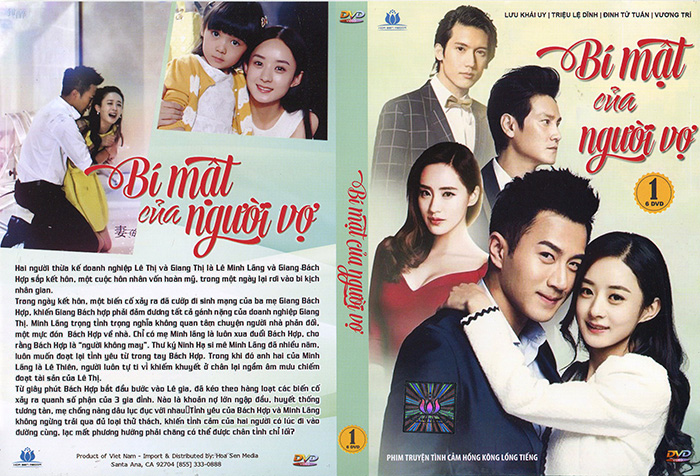 DVD
Bí mật
của
người vợ
妻
Hai người thừa kế doanh nghiệp Lê Thị và Giang Thị là Lê Minh Lãng và Giang Bách
Hợp sắp kết hôn, một cuộc hôn nhân vốn hoàn mỹ, trong một ngày lại rơi vào bi kịch
nhân gian.
Trong ngày kết hôn, một biến cố xảy ra đã cướp đi sinh mạng của ba mẹ Giang Bách
Hợp, khiến Giang Bách Hợp phải đảm đương tất cả gánh nặng của doanh nghiệp Giang
Thị. Minh Lãng trọng tình trọng nghĩa không quan tâm chuyện người nhà phản đối,
một mực đón Bách Hợp về nhà. Chỉ có mẹ Minh lãng là luôn xua đuổi Bách Hợp, cho
rằng Bách Hợp là "người không may". Thư ký Ninh Hạ si mê Minh Lãng đã nhiều năm,
luôn muốn đoạt lại tình yêu từ trong tay Bách Hợp. Trong khi đó anh hai của Minh
Lãng là Lê Thiên, người luôn tự ti vì khiếm khuyết ở chân lại ngầm âm mưu chiếm
đoạt tài sản của Lê Thị.
Từ giây phút Bách Hợp bắt đầu bước vào Lê gia, đã kéo theo hàng loạt các biến cố
xảy ra quanh số phận của 3 gia đình. Nào là khoản nợ lớn ngập đầu, huyết thống
tương tàn, mẹ chồng nàng dâu lục đục với nhau Tình yêu của Bách Hợp và Minh Lãng
không ngừng trải qua đủ loại thử thách, khiến tình cảm của hai người có lúc đi vào
đường cùng, lạc mất phương hướng phải chăng có thể được chân tình chỉ lối?
Product of Viet Nam - Import & Distributed by: Hoa Sen Media
Santa Ana, CA 92704 (855) 333-0888
DVD
Bí mật của người vợ
1
6 DVD
LƯU KHẢI UY | TRIỆU LỆ DĨNH | ĐINH TỬ TUẤN | VƯƠNG TRÍ
Bí mật
của
người vợ
1
6 DVD
PHIM TRUYỆN TÌNH CẢM HỒNG KÔNG LỒNG TIẾNG
DVD